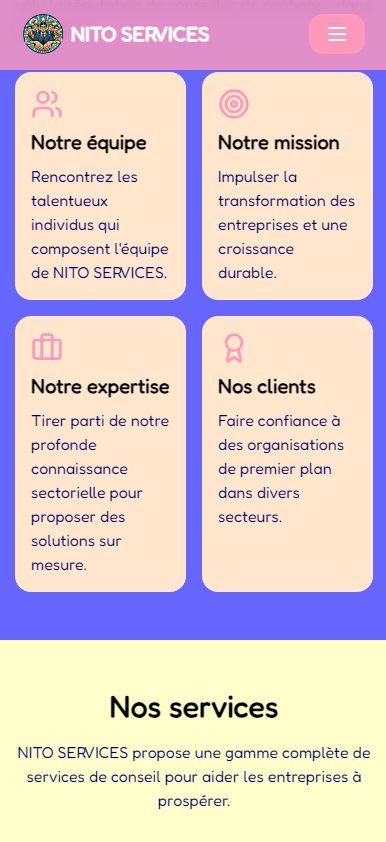 NITO SERVICES
Notre équipe
Rencontrez les
talentueux
individus qui
composent l'équipe
de NITO SERVICES.
Notre mission
Impulser la
transformation des
entreprises et une
croissance
durable.
Notre expertise
Tirer parti de notre
profonde
connaissance
sectorielle pour
proposer des
solutions sur
mesure.
Nos clients
Faire confiance à
des organisations
de premier plan
dans divers
secteurs.
Nos services
NITO SERVICES propose une gamme complète de
services de conseil pour aider les entreprises à
prospérer.